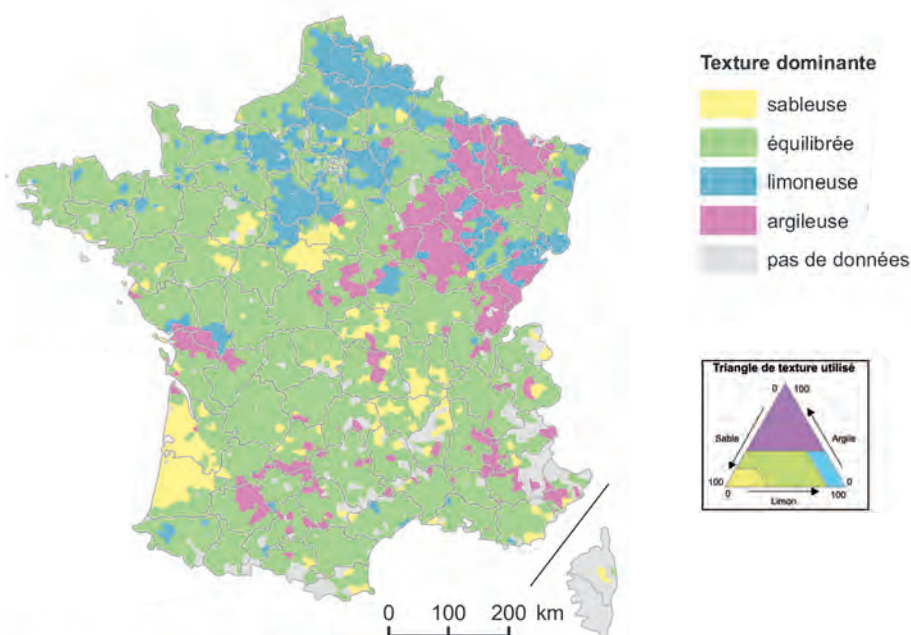 Texture dominante
sableuse
équilibrée
limoneuse
argileuse
pas de données
Triangle de texture utilisé
0 100
Sable Argile
100 0
0 100
Limon
0 100 200 km